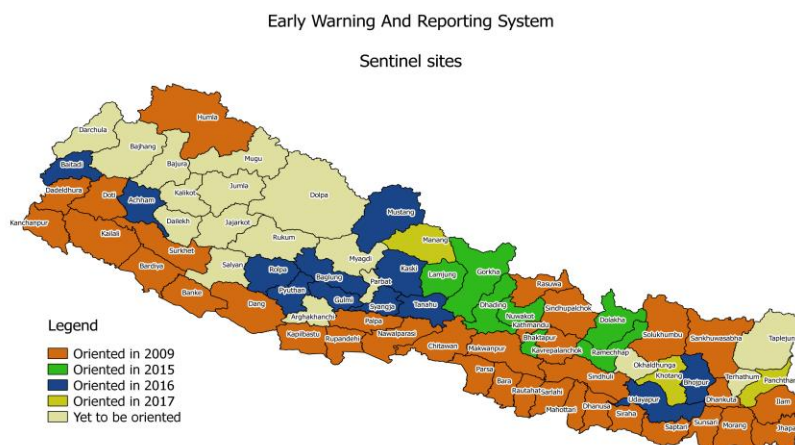 Early Warning And Reporting System
Sentinel sites
Humla
Darchula
Bajhang
Mugu
Bajura
Baitadi
Dadeldhura
Doti
Achham
Kalikot
Jumla
Dolpa
Mustang
Kanchanpur
Kailali
Dailekh
Jajarkot
Rukum
Manang
Surkhet
Myagdi
Bardiya
Salyan
Rolpa
Baglung
Parbat
Kaski
Lamjung
Gorkha
Rasuwa
Banke
Dang
Pyuthan
Gulmi
Syangja
Tanahu
Dhading
Nuwakot
Sindhupalchok
Dolakha
Arghakhanchi
Palpa
Kathmandu
Bhaktapur
Kavrepalanchok
Ramechhap
Solukhumbu
Sankhuwasabha
Taplejun
Kapilbastu
Rupandehi
Nawalparasi
Chitawan
Makwanpur
Sindhuli
Okhaldhunga
Khotang
Bhojpur
Terhathum
Panchthar
Parsa
Bara
Rautahat
Sarlahi
Mahottari
Dhanusa
Siraha
Udayapur
Saptari
Dhankuta
Sunsari
Morang
Ilam
Jhapa
Legend
Oriented in 2009
Oriented in 2015
Oriented in 2016
Oriented in 2017
Yet to be oriented